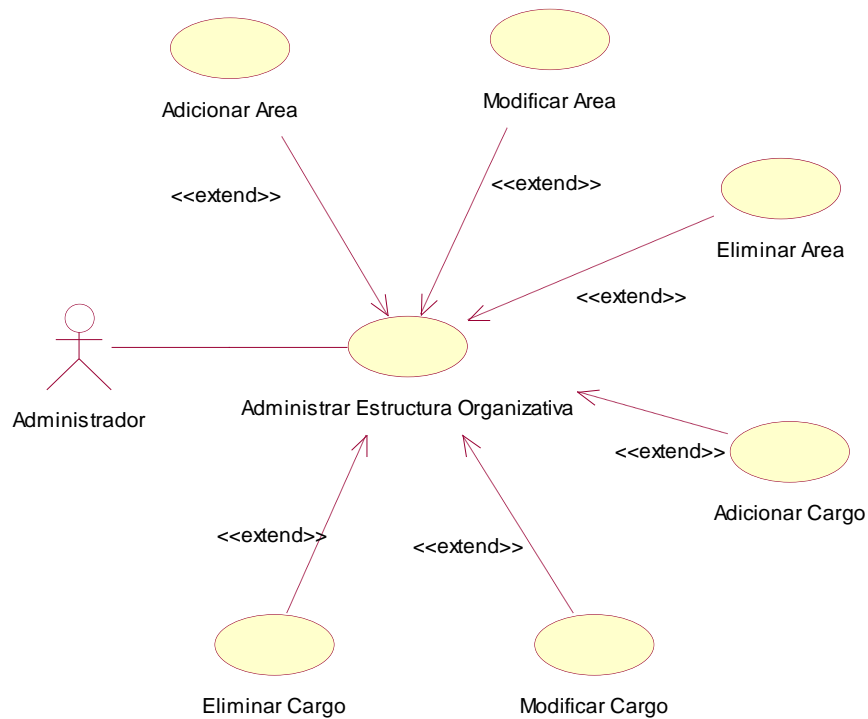 Adicionar Area
Modificar Area
<<extend>>
<<extend>>
Eliminar Area
<<extend>>
Administrador
Administrar Estructura Organizativa
<<extend>>
Adicionar Cargo
<<extend>>
<<extend>>
Eliminar Cargo
Modificar Cargo